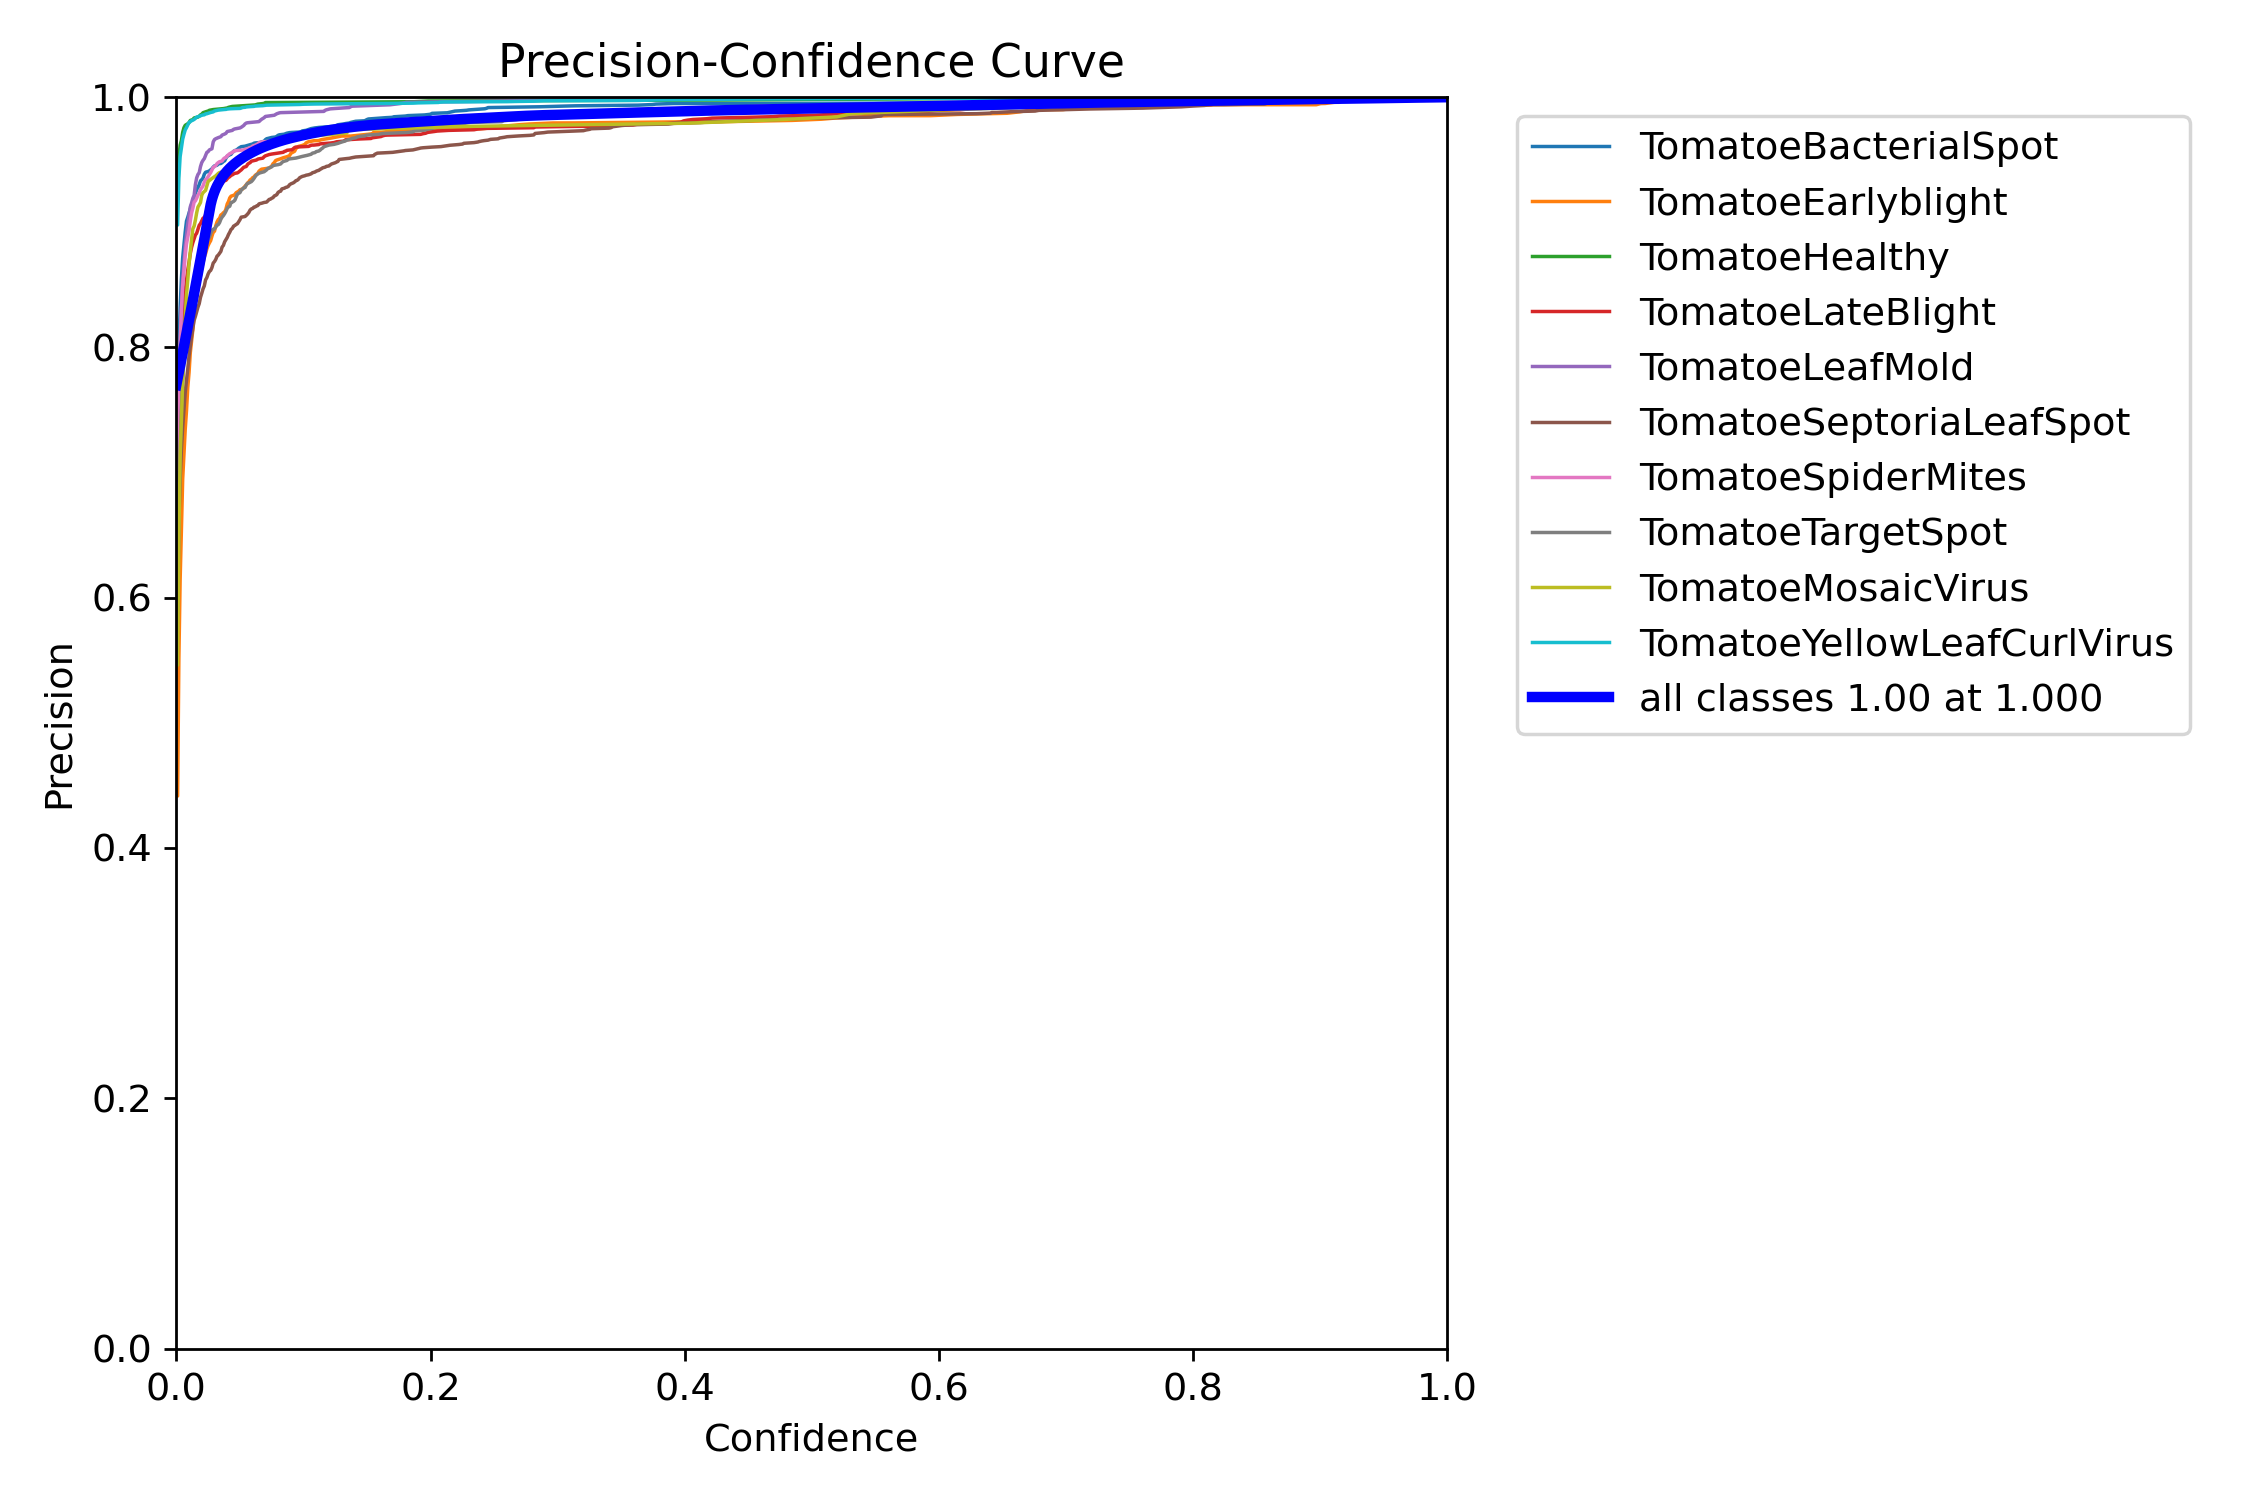 Precision-Confidence Curve
1.0
0.8
0.6
0.4
0.2
0.0
Precision
0.0 0.2 0.4 0.6 0.8 1.0
Confidence
TomatoeBacterialSpot
TomatoeEarlyblight
TomatoeHealthy
TomatoeLateBlight
TomatoeLeafMold
TomatoeSeptoriaLeafSpot
TomatoeSpiderMites
TomatoeTargetSpot
TomatoeMosaicVirus
TomatoeYellowLeafCurlVirus
all classes 1.00 at 1.000